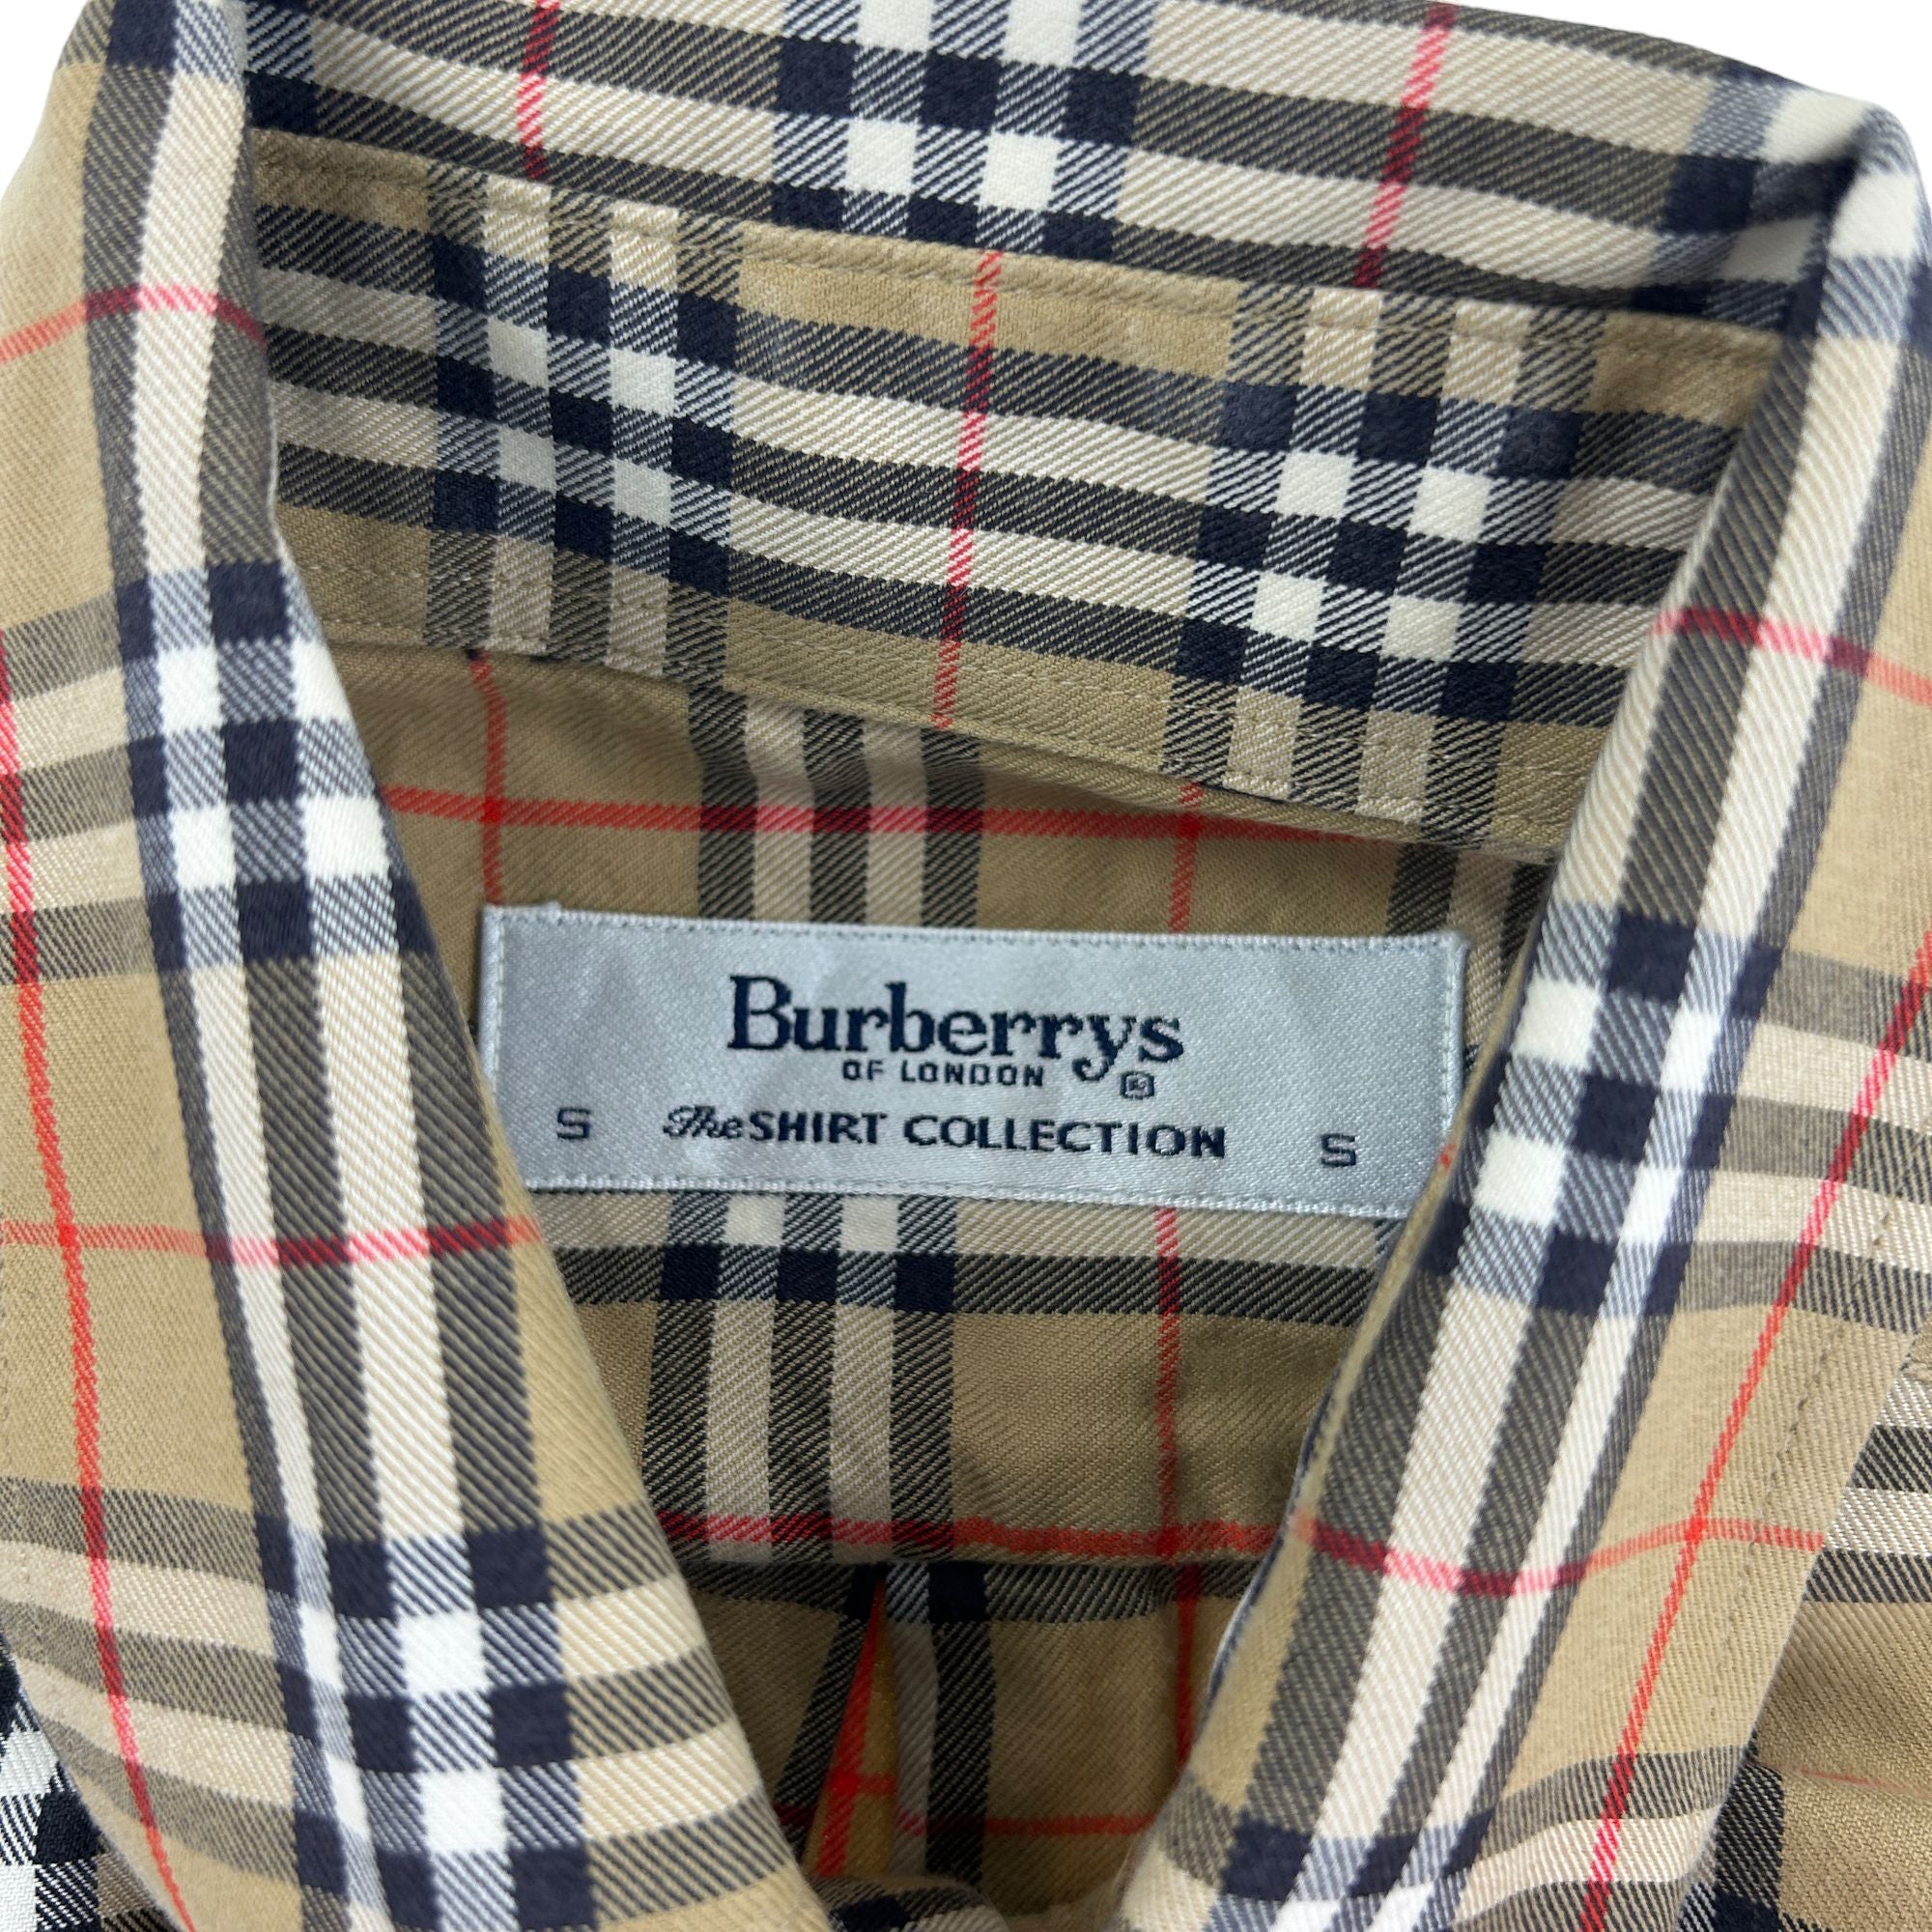 Burberrys
OF LONDON ®
S The SHIRT COLLECTION S